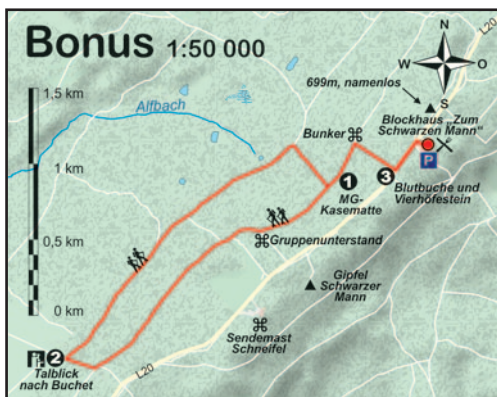 Bonus 1:50 000
L20
N
W
O
S
1,5 km
1 km
0,5 km
0 km
Alfbach
699m, namenlos
Blockhaus „Zum
Schwarzen Mann“
Bunker
P
1
MG-
Kasematte
3
Blutbuche und
Vierhöfestein
Gruppenunterstand
Gipfel
Schwarzer
Mann
Sendemast
Schneifel
2
Talblick
nach Buchet
L20